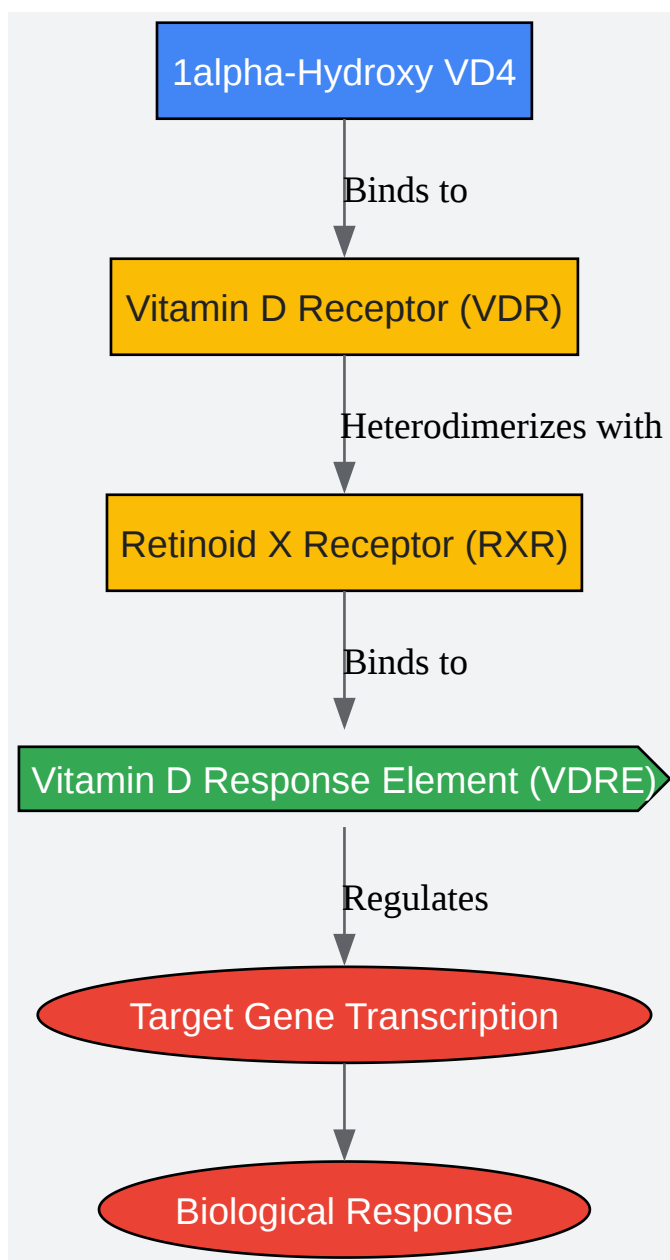 1alpha-Hydroxy VD4
Binds to
Vitamin D Receptor (VDR)
Heterodimerizes with
Retinoid X Receptor (RXR)
Binds to
Vitamin D Response Element (VDRE)
Regulates
Target Gene Transcription
Biological Response